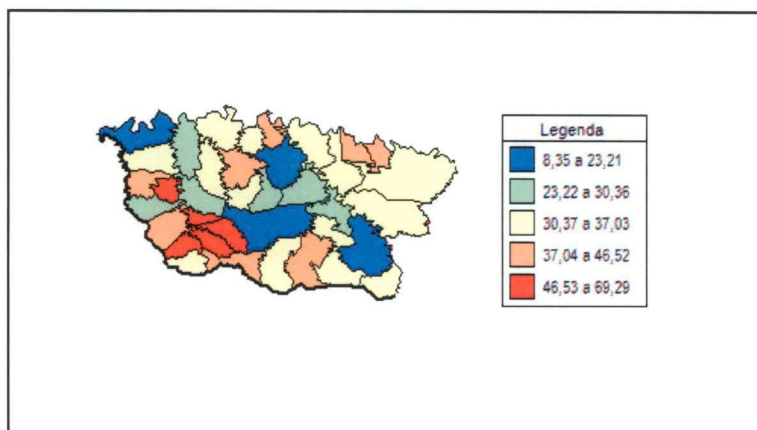 Legenda
8,35 a 23,21
23,22 a 30,36
30,37 a 37,03
37,04 a 46,52
46,53 a 69,29